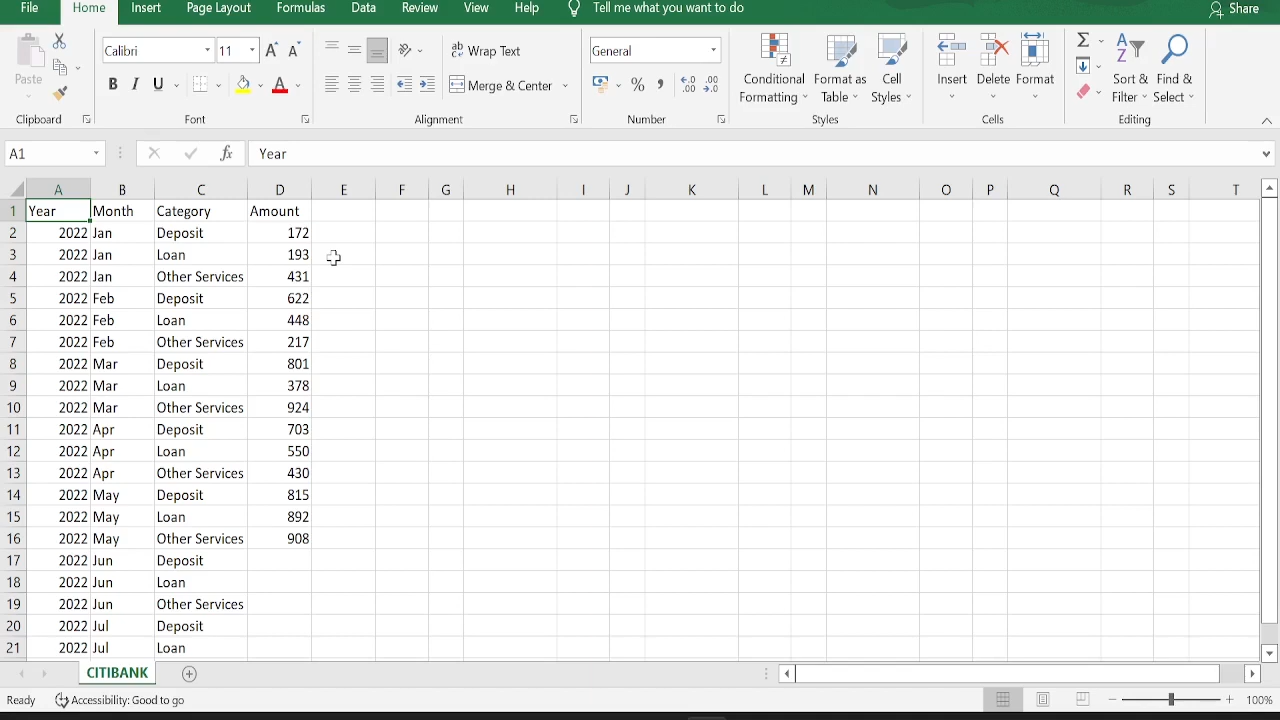 File Home Insert Page Layout Formulas Data Review View Help Tell me what you want to do Share
Calibri 11 Wrap Text General
Paste B I U Merge & Center % Conditional Formatting Format as Table Cell Styles Insert Delete Format Sort & Filter Find & Select
Clipboard Font Alignment Number Styles Cells Editing
A1 fx Year
A B C D E F G H I J K L M N O P Q R S T
1 Year Month Category Amount
2 2022 Jan Deposit 172
3 2022 Jan Loan 193
4 2022 Jan Other Services 431
5 2022 Feb Deposit 622
6 2022 Feb Loan 448
7 2022 Feb Other Services 217
8 2022 Mar Deposit 801
9 2022 Mar Loan 378
10 2022 Mar Other Services 924
11 2022 Apr Deposit 703
12 2022 Apr Loan 550
13 2022 Apr Other Services 430
14 2022 May Deposit 815
15 2022 May Loan 892
16 2022 May Other Services 908
17 2022 Jun Deposit
18 2022 Jun Loan
19 2022 Jun Other Services
20 2022 Jul Deposit
21 2022 Jul Loan
CITIBANK
Ready Accessibility: Good to go 100%